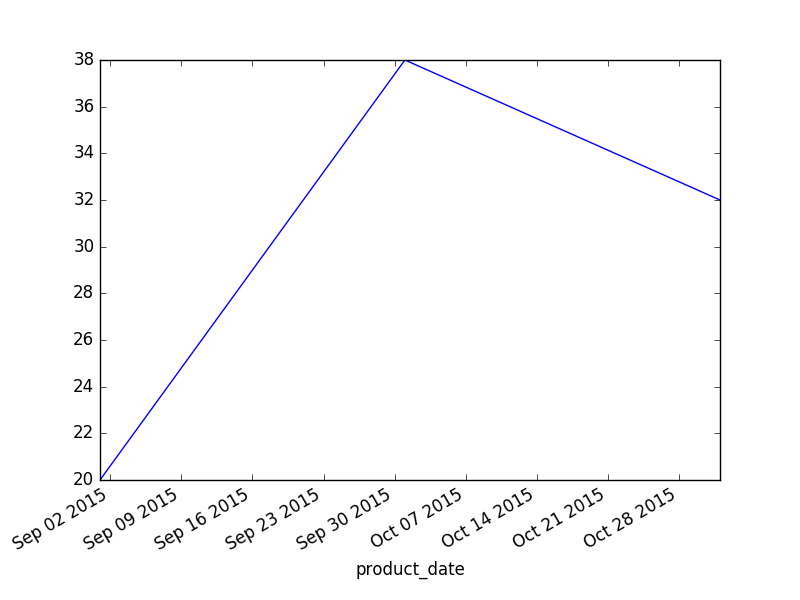 38
36
34
32
30
28
26
24
22
20
Sep 02 2015
Sep 09 2015
Sep 16 2015
Sep 23 2015
Sep 30 2015
Oct 07 2015
Oct 14 2015
Oct 21 2015
Oct 28 2015
product_date